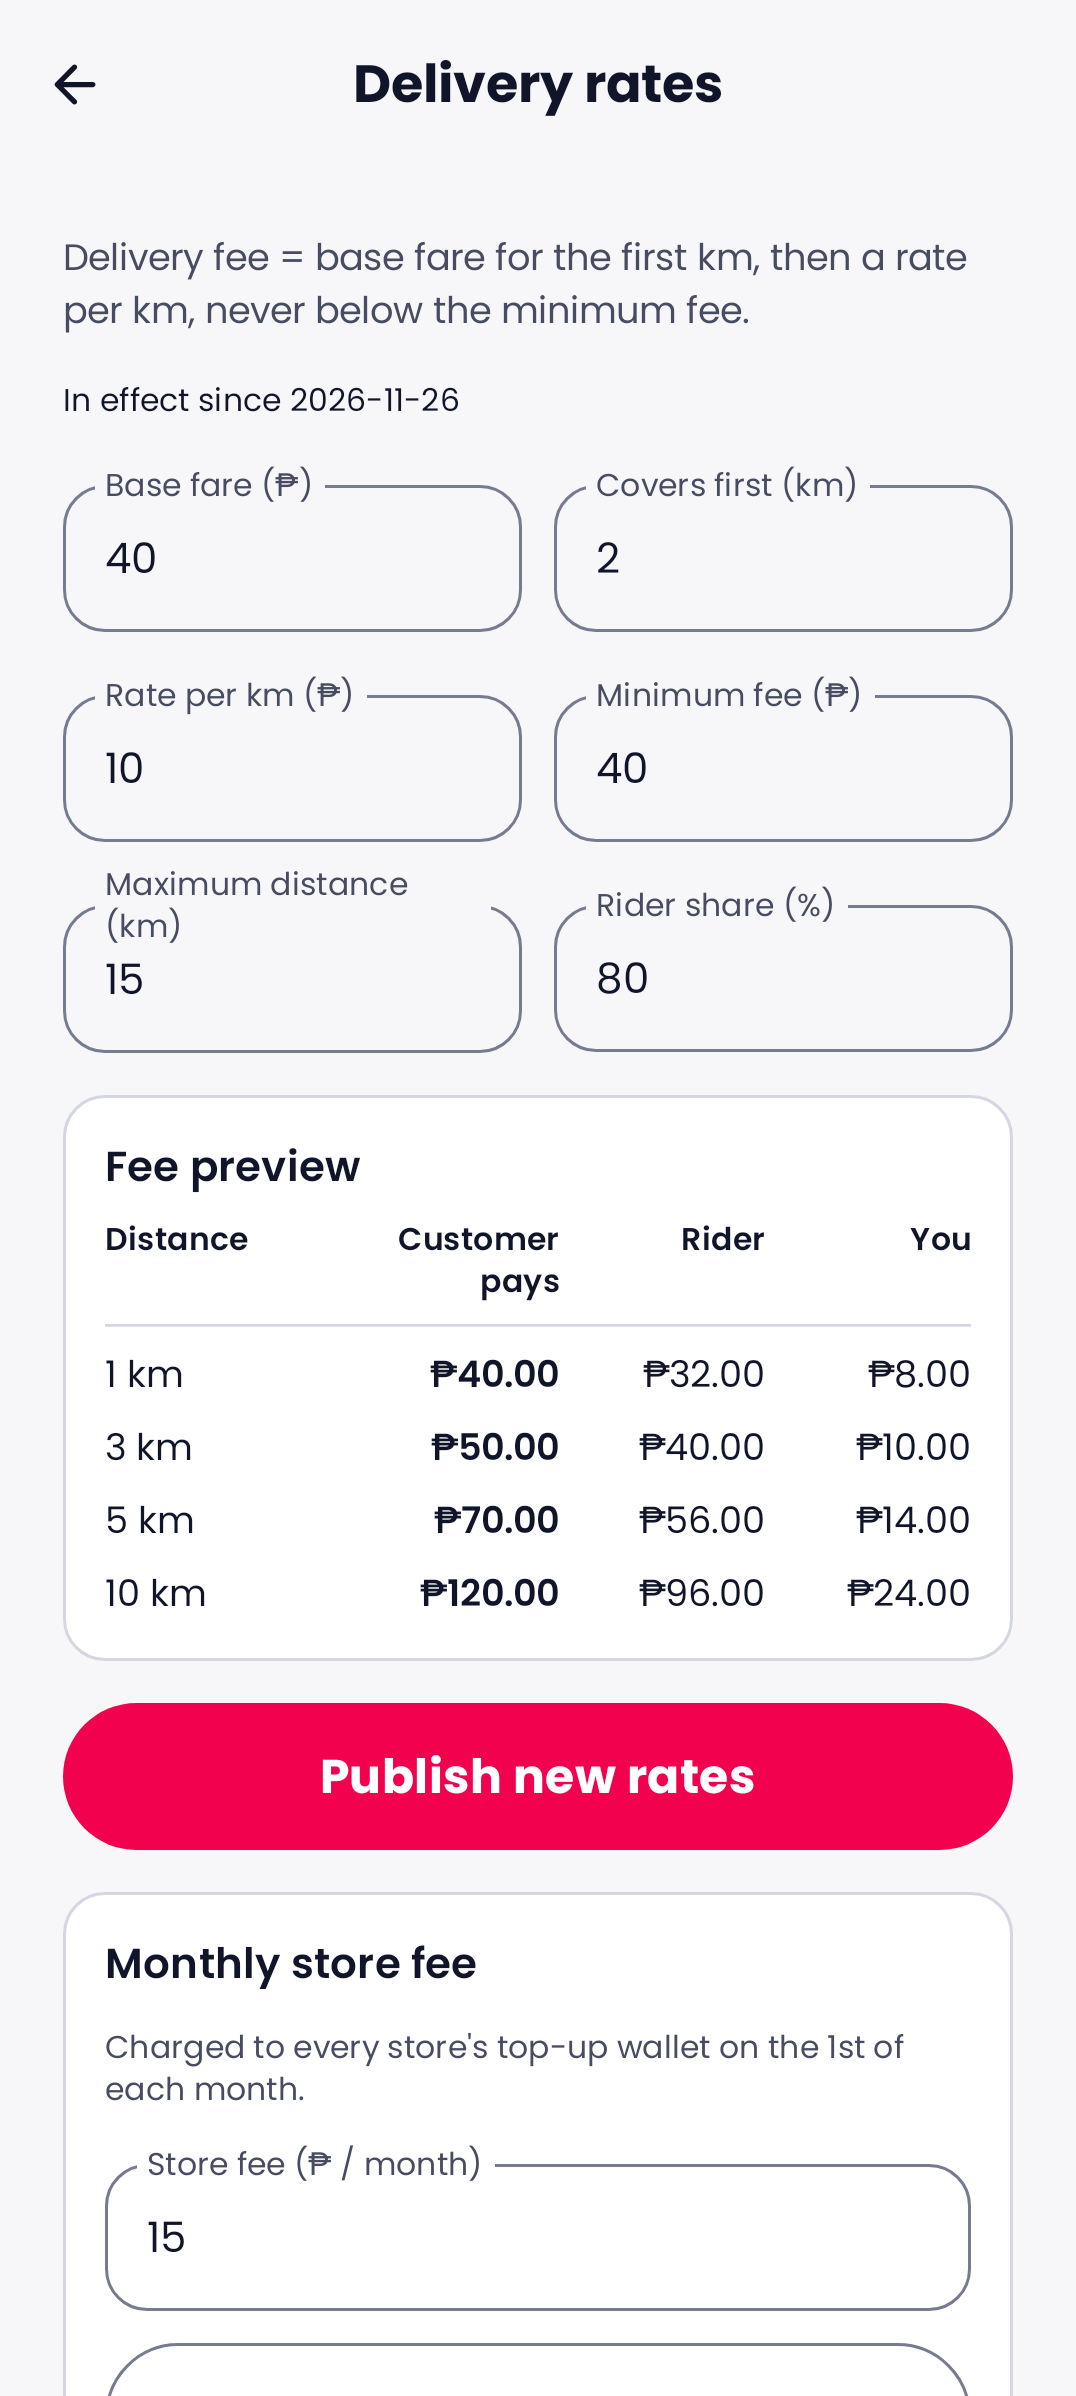 Delivery rates
Delivery fee = base fare for the first km, then a rate
per km, never below the minimum fee.
In effect since 2026-11-26
Base fare (₱)
40
Covers first (km)
2
Rate per km (₱)
10
Minimum fee (₱)
40
Maximum distance
(km)
15
Rider share (%)
80
Fee preview
Distance Customer pays Rider You
1 km ₱40.00 ₱32.00 ₱8.00
3 km ₱50.00 ₱40.00 ₱10.00
5 km ₱70.00 ₱56.00 ₱14.00
10 km ₱120.00 ₱96.00 ₱24.00
Publish new rates
Monthly store fee
Charged to every store's top-up wallet on the 1st of
each month.
Store fee (₱ / month)
15